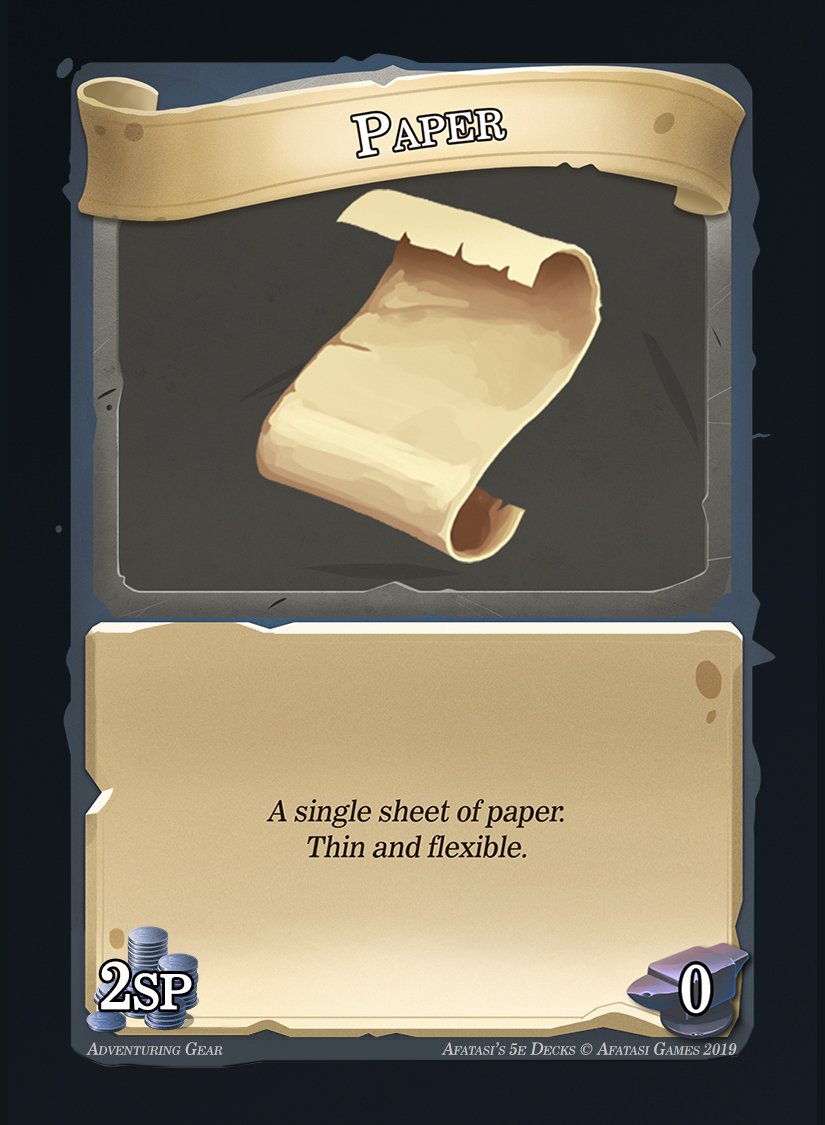 Paper
A single sheet of paper.
Thin and flexible.
2SP
0
Adventuring Gear
Afatasi's 5e Decks © Afatasi Games 2019